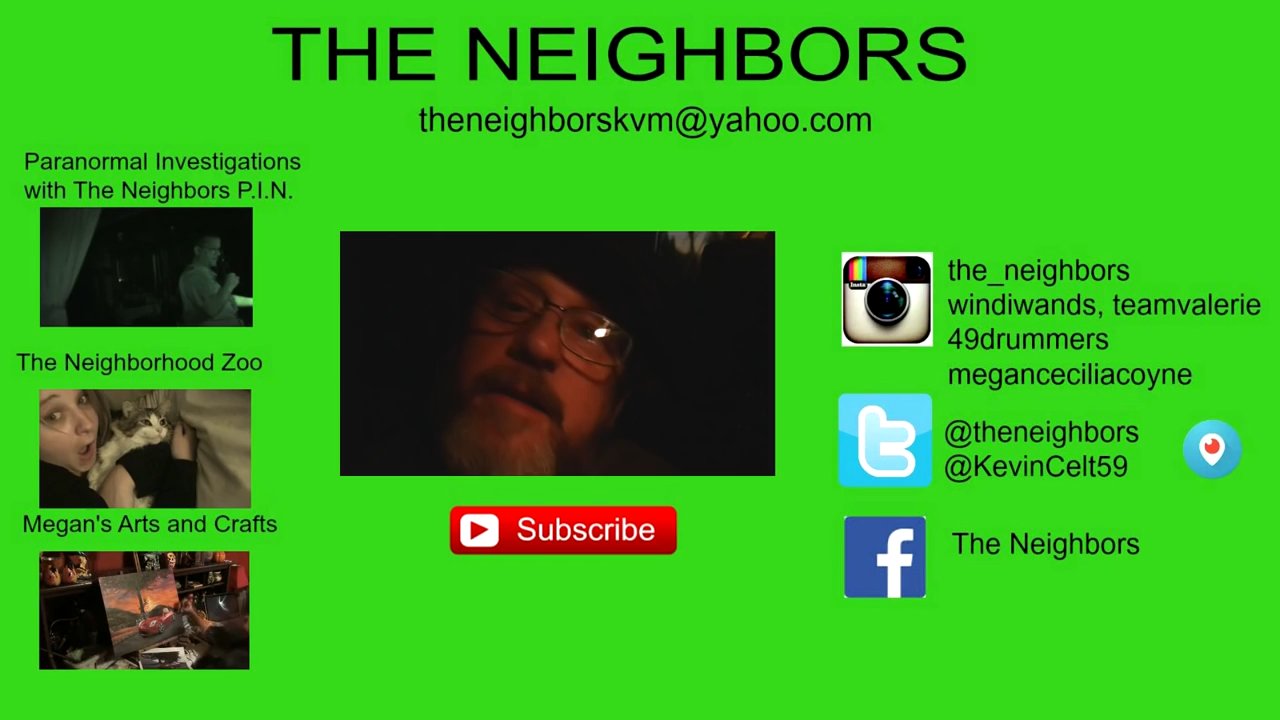 THE NEIGHBORS
theneighborskvm@yahoo.com
Paranormal Investigations
with The Neighbors P.I.N.
The Neighborhood Zoo
Megan's Arts and Crafts
Subscribe
Insta
the_neighbors
windiwands, teamvalerie
49drummers
meganceciliacoyne
@theneighbors
@KevinCelt59
The Neighbors